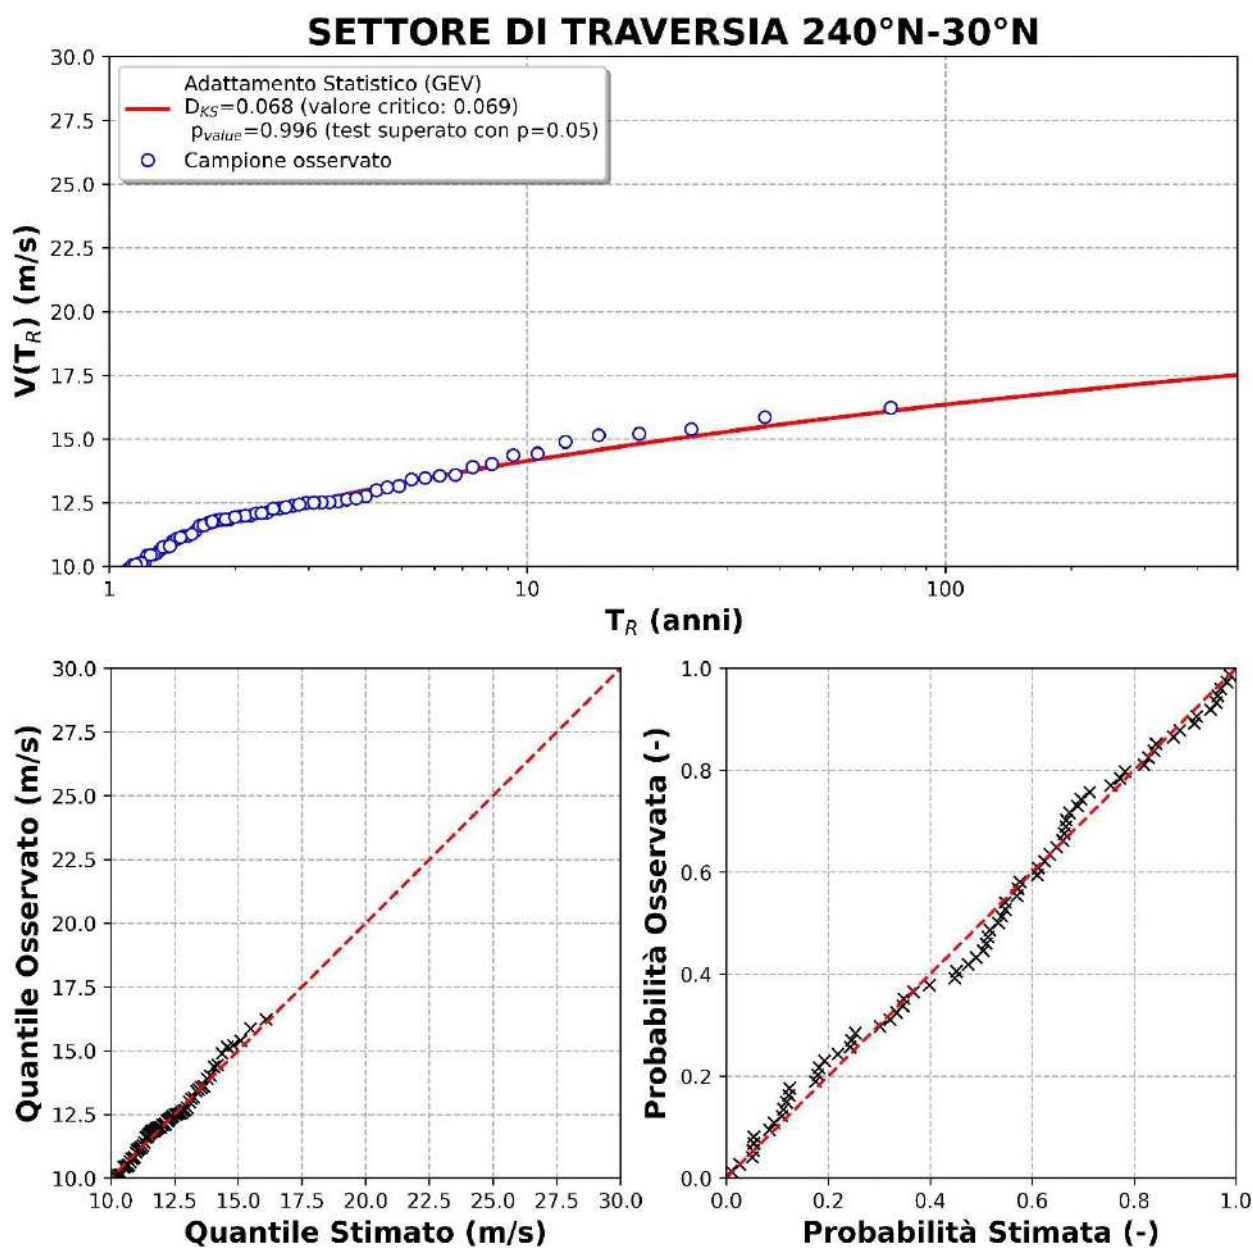 SETTORE DI TRAVERSIA 240°N-30°N
30.0
27.5
25.0
22.5
20.0
17.5
15.0
12.5
10.0
V(T_R) (m/s)
Adattamento Statistico (GEV)
D_KS=0.068 (valore critico: 0.069)
p_value=0.996 (test superato con p=0.05)
Campione osservato
1
10
100
T_R (anni)
30.0
27.5
25.0
22.5
20.0
17.5
15.0
12.5
10.0
Quantile Osservato (m/s)
10.0 12.5 15.0 17.5 20.0 22.5 25.0 27.5 30.0
Quantile Stimato (m/s)
1.0
0.8
0.6
0.4
0.2
0.0
Probabilità Osservata (-)
0.0 0.2 0.4 0.6 0.8 1.0
Probabilità Stimata (-)